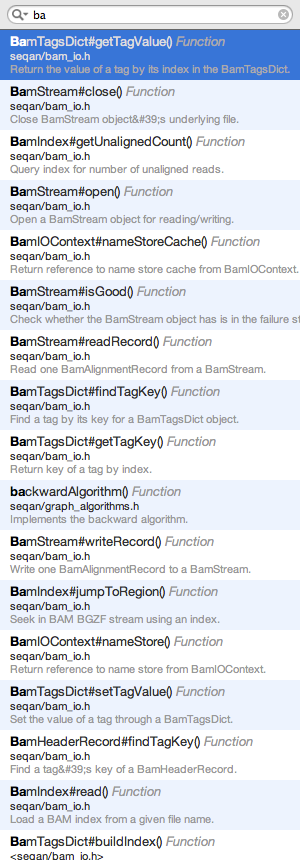 ba
BamTagsDict#getTagValue() Function
seqan/bam_io.h
Return the value of a tag by its index in the BamTagsDict.
BamStream#close() Function
seqan/bam_io.h
Close BamStream object&#39;s underlying file.
BamIndex#getUnalignedCount() Function
seqan/bam_io.h
Query index for number of unaligned reads.
BamStream#open() Function
seqan/bam_io.h
Open a BamStream object for reading/writing.
BamIOContext#nameStoreCache() Function
seqan/bam_io.h
Return reference to name store cache from BamIOContext.
BamStream#isGood() Function
seqan/bam_io.h
Check whether the BamStream object has is in the failure st
BamStream#readRecord() Function
seqan/bam_io.h
Read one BamAlignmentRecord from a BamStream.
BamTagsDict#findTagKey() Function
seqan/bam_io.h
Find a tag by its key for a BamTagsDict object.
BamTagsDict#getTagKey() Function
seqan/bam_io.h
Return key of a tag by index.
backwardAlgorithm() Function
seqan/graph_algorithms.h
Implements the backward algorithm.
BamStream#writeRecord() Function
seqan/bam_io.h
Write one BamAlignmentRecord to a BamStream.
BamIndex#jumpToRegion() Function
seqan/bam_io.h
Seek in BAM BGZF stream using an index.
BamIOContext#nameStore() Function
seqan/bam_io.h
Return reference to name store from BamIOContext.
BamTagsDict#setTagValue() Function
seqan/bam_io.h
Set the value of a tag through a BamTagsDict.
BamHeaderRecord#findTagKey() Function
seqan/bam_io.h
Find a tag&#39;s key of a BamHeaderRecord.
BamIndex#read() Function
seqan/bam_io.h
Load a BAM index from a given file name.
BamTagsDict#buildIndex() Function
<seqan/bam_io.h>